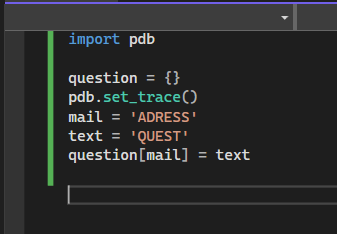 import pdb
question = {}
pdb.set_trace()
mail = 'ADRESS'
text = 'QUEST'
question[mail] = text